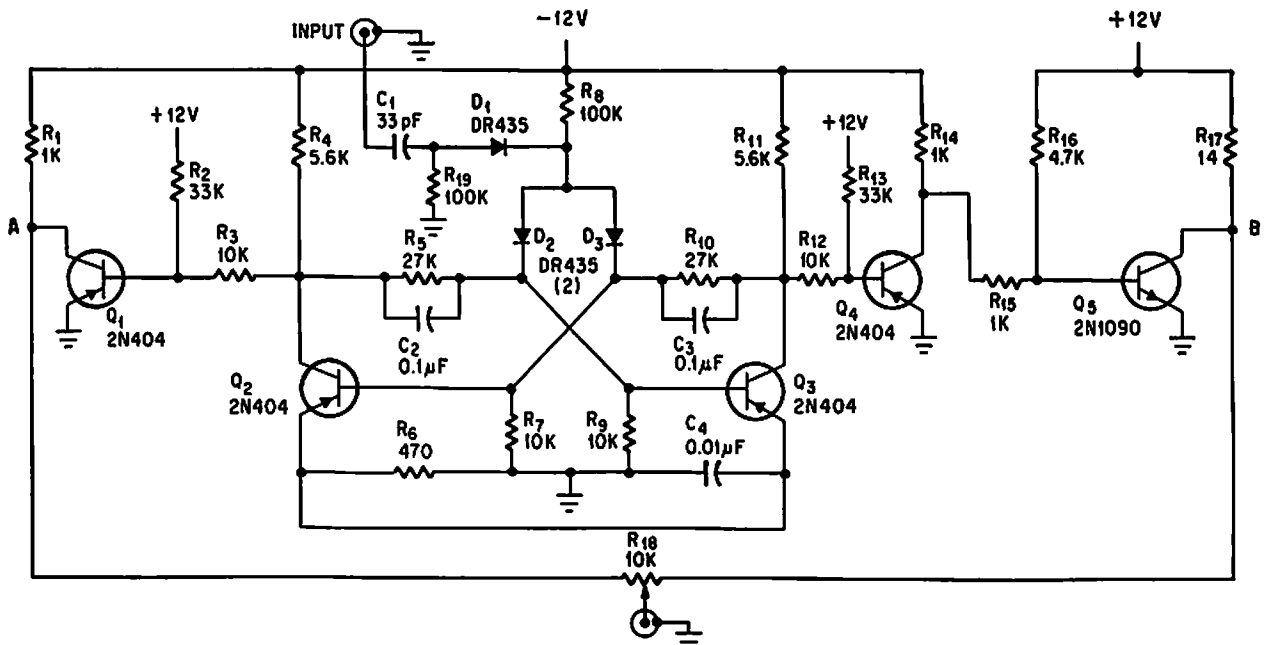 INPUT
-12V
+12V
R1
1K
+12V
R2
33K
R4
5.6K
C1
33pF
D1
DR435
R8
100K
R19
100K
R11
5.6K
+12V
R13
33K
R14
1K
R16
4.7K
R17
14
A
R3
10K
R5
27K
D2
D3
DR435
(2)
R10
27K
R12
10K
B
Q1
2N404
C2
0.1µF
C3
0.1µF
Q4
2N404
R15
1K
Q5
2N1090
Q2
2N404
Q3
2N404
R6
470
R7
10K
R9
10K
C4
0.01µF
R18
10K